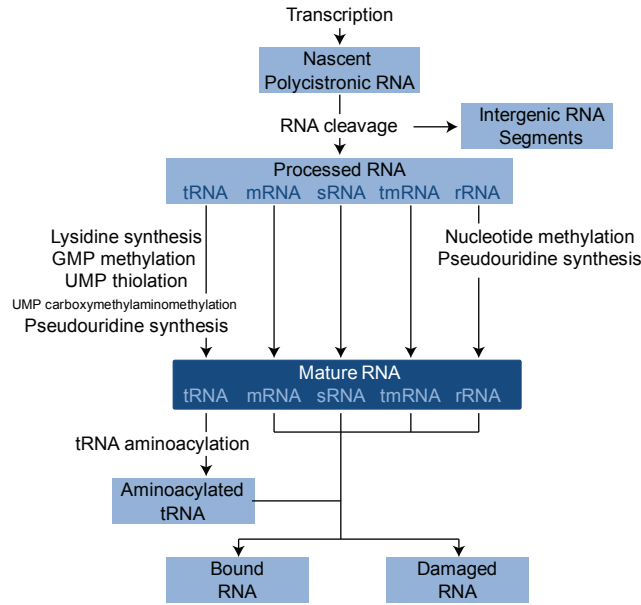 Transcription
Nascent
Polycistronic RNA
RNA cleavage
Intergenic RNA
Segments
Processed RNA
tRNA mRNA sRNA tmRNA rRNA
Lysidine synthesis
GMP methylation
UMP thiolation
UMP carboxymethylaminomethylation
Pseudouridine synthesis
Nucleotide methylation
Pseudouridine synthesis
Mature RNA
tRNA mRNA sRNA tmRNA rRNA
tRNA aminoacylation
Aminoacylated
tRNA
Bound
RNA
Damaged
RNA